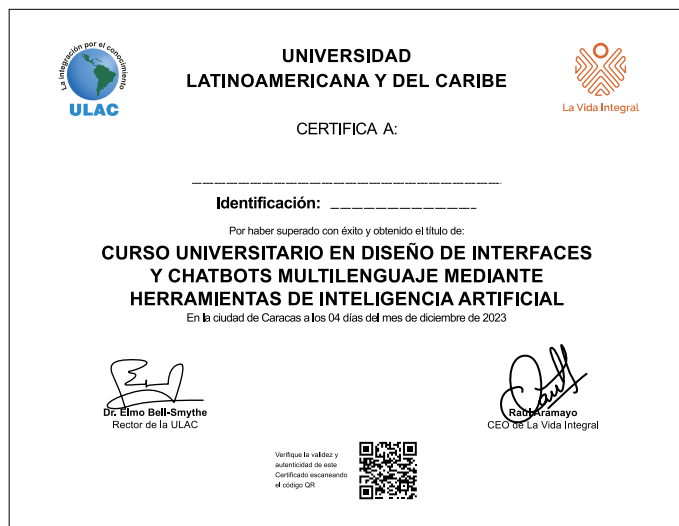 La integración por el conocimiento
ULAC
UNIVERSIDAD
LATINOAMERICANA Y DEL CARIBE
La Vida Integral
CERTIFICA A:
Identificación:
Por haber superado con éxito y obtenido el título de:
CURSO UNIVERSITARIO EN DISEÑO DE INTERFACES
Y CHATBOTS MULTILENGUAJE MEDIANTE
HERRAMIENTAS DE INTELIGENCIA ARTIFICIAL
En la ciudad de Caracas a los 04 días del mes de diciembre de 2023
Dr. Elmo Bell-Smythe
Rector de la ULAC
Raúl Aramayo
CEO de La Vida Integral
Verifique la validez y
autenticidad de este
Certificado escaneando
el código QR